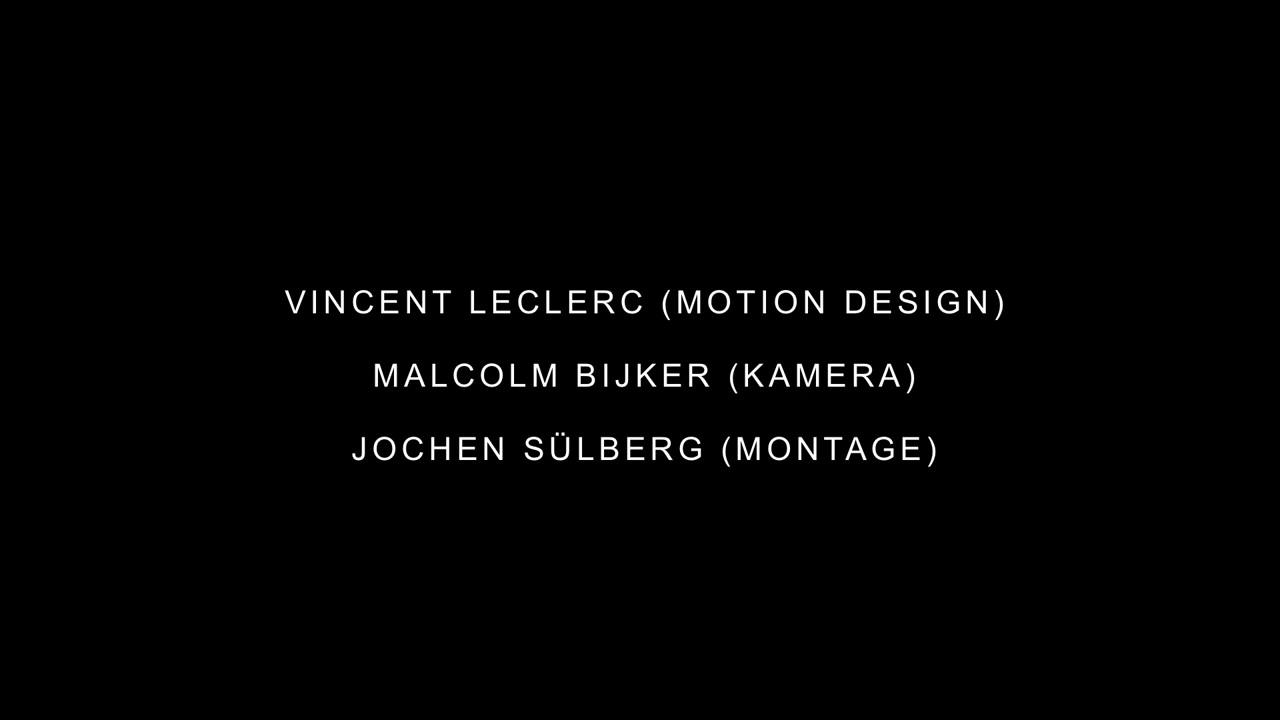 VINCENT LECLERC (MOTION DESIGN)
MALCOLM BIJKER (KAMERA)
JOCHEN SÜLBERG (MONTAGE)